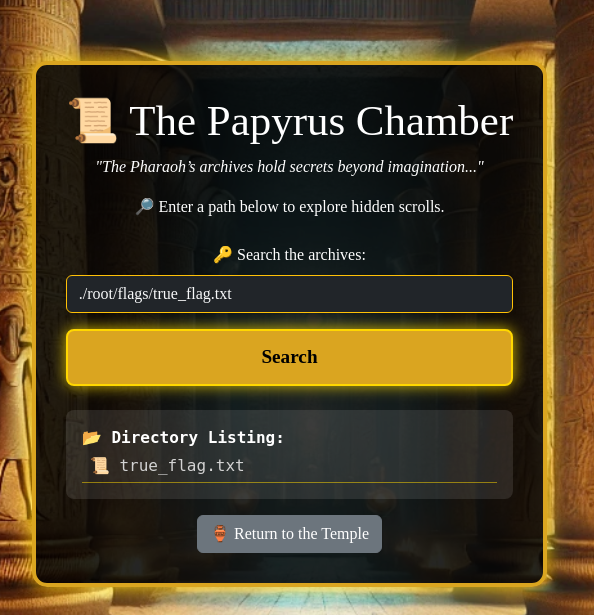 📜 The Papyrus Chamber
"The Pharaoh’s archives hold secrets beyond imagination..."
🔎 Enter a path below to explore hidden scrolls.
🔑 Search the archives:
./root/flags/true_flag.txt
Search
📂 Directory Listing:
📜 true_flag.txt
🏺 Return to the Temple